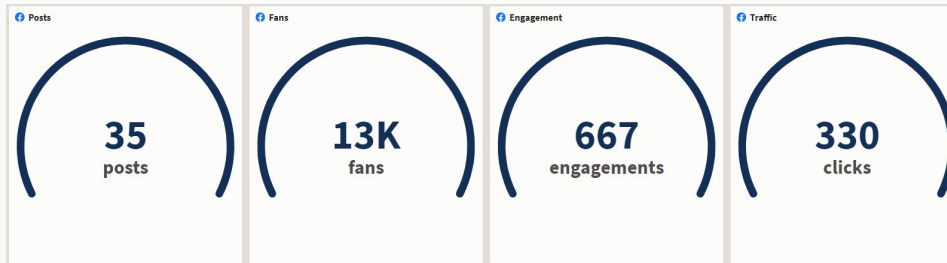 Posts
35
posts
Fans
13K
fans
Engagement
667
engagements
Traffic
330
clicks